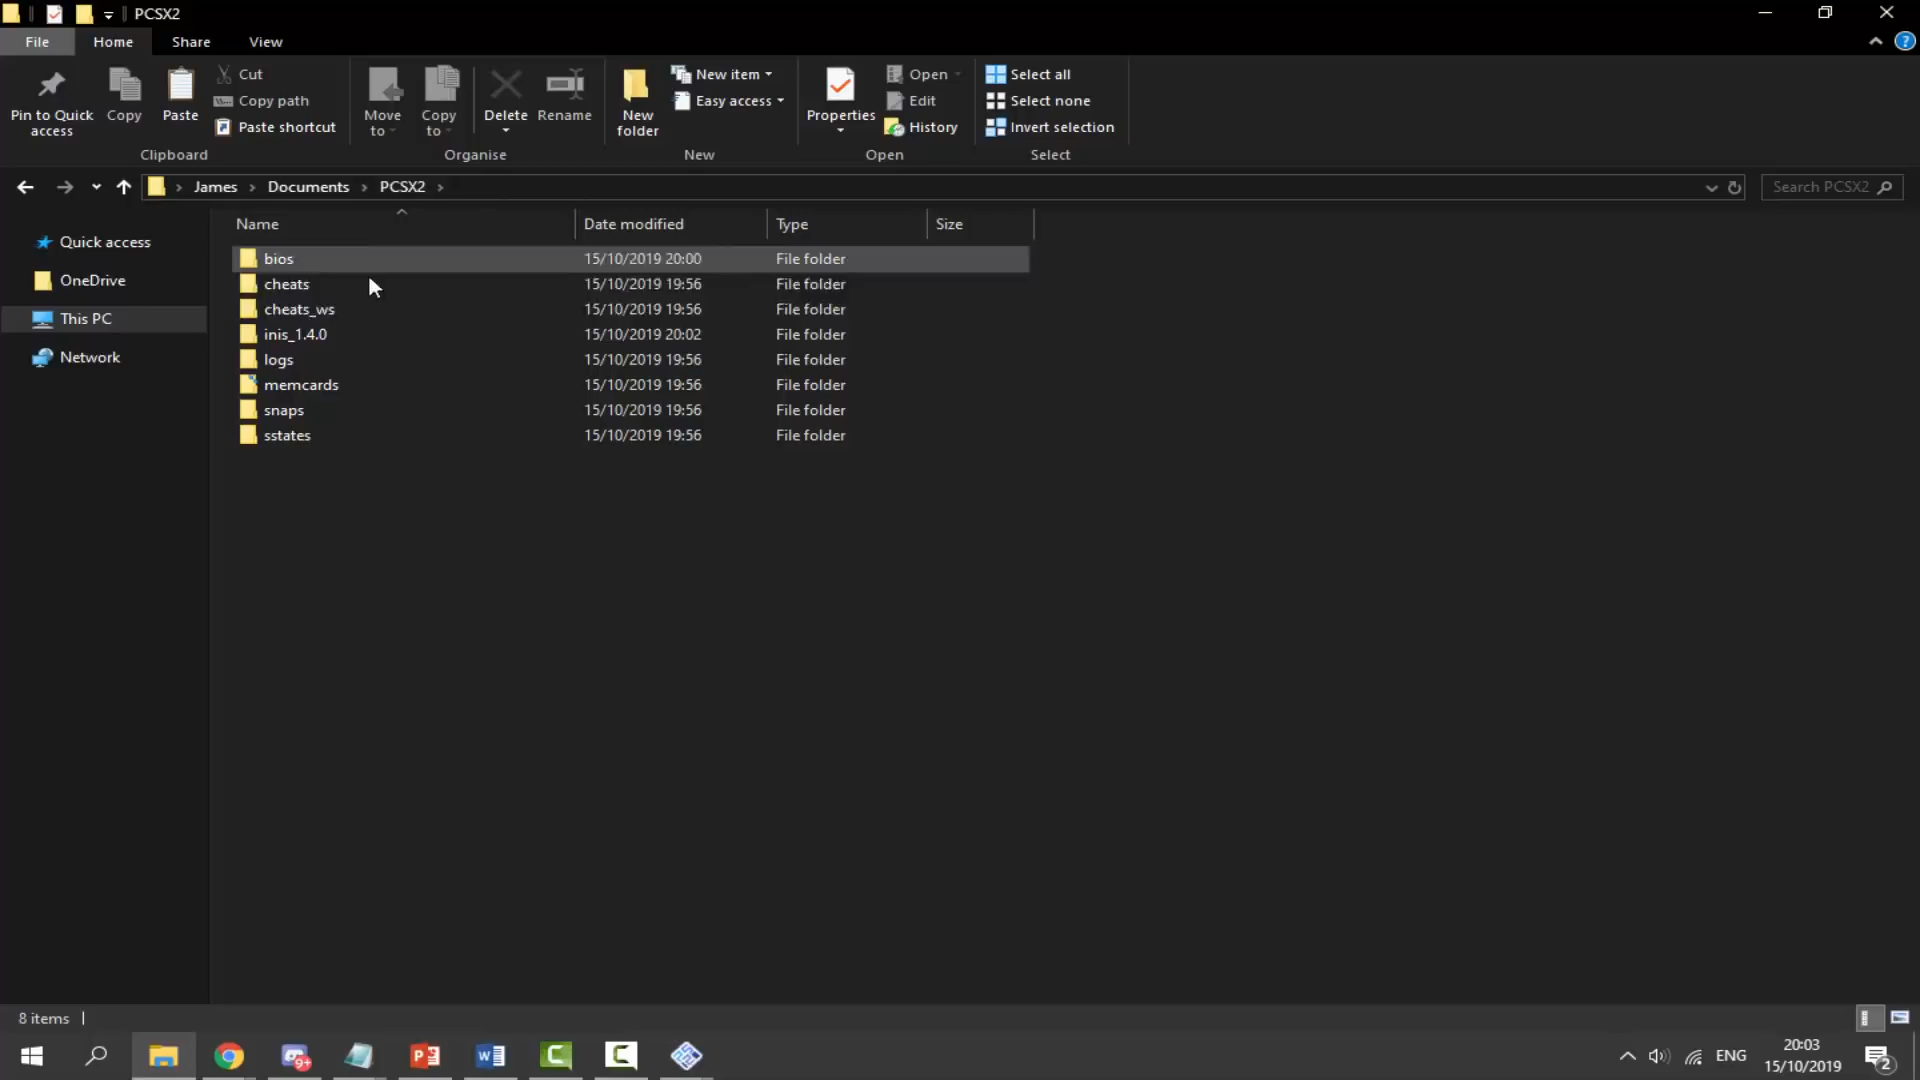 PCSX2
File Home Share View
Pin to Quick access
Copy
Paste
Cut
Copy path
Paste shortcut
Move to
Copy to
Delete
Rename
New folder
New item
Easy access
Properties
Open
Edit
History
Select all
Select none
Invert selection
Clipboard Organise New Open Select
James Documents PCSX2
Search PCSX2
Quick access
OneDrive
This PC
Network
Name Date modified Type Size
bios 15/10/2019 20:00 File folder
cheats 15/10/2019 19:56 File folder
cheats_ws 15/10/2019 19:56 File folder
inis_1.4.0 15/10/2019 20:02 File folder
logs 15/10/2019 19:56 File folder
memcards 15/10/2019 19:56 File folder
snaps 15/10/2019 19:56 File folder
sstates 15/10/2019 19:56 File folder
8 items
9+
ENG
20:03
15/10/2019
2